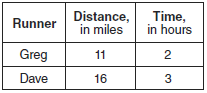 Runner Distance, in miles Time, in hours
Greg 11 2
Dave 16 3